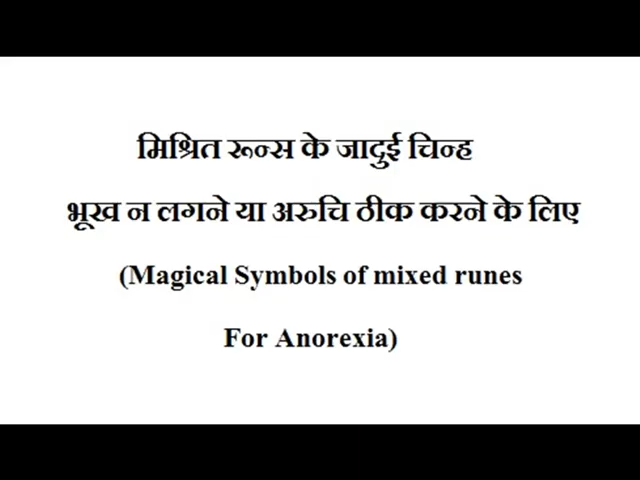 मिश्रित रून्स के जादुई चिन्ह
भूख न लगने या अरुचि ठीक करने के लिए
(Magical Symbols of mixed runes
For Anorexia)